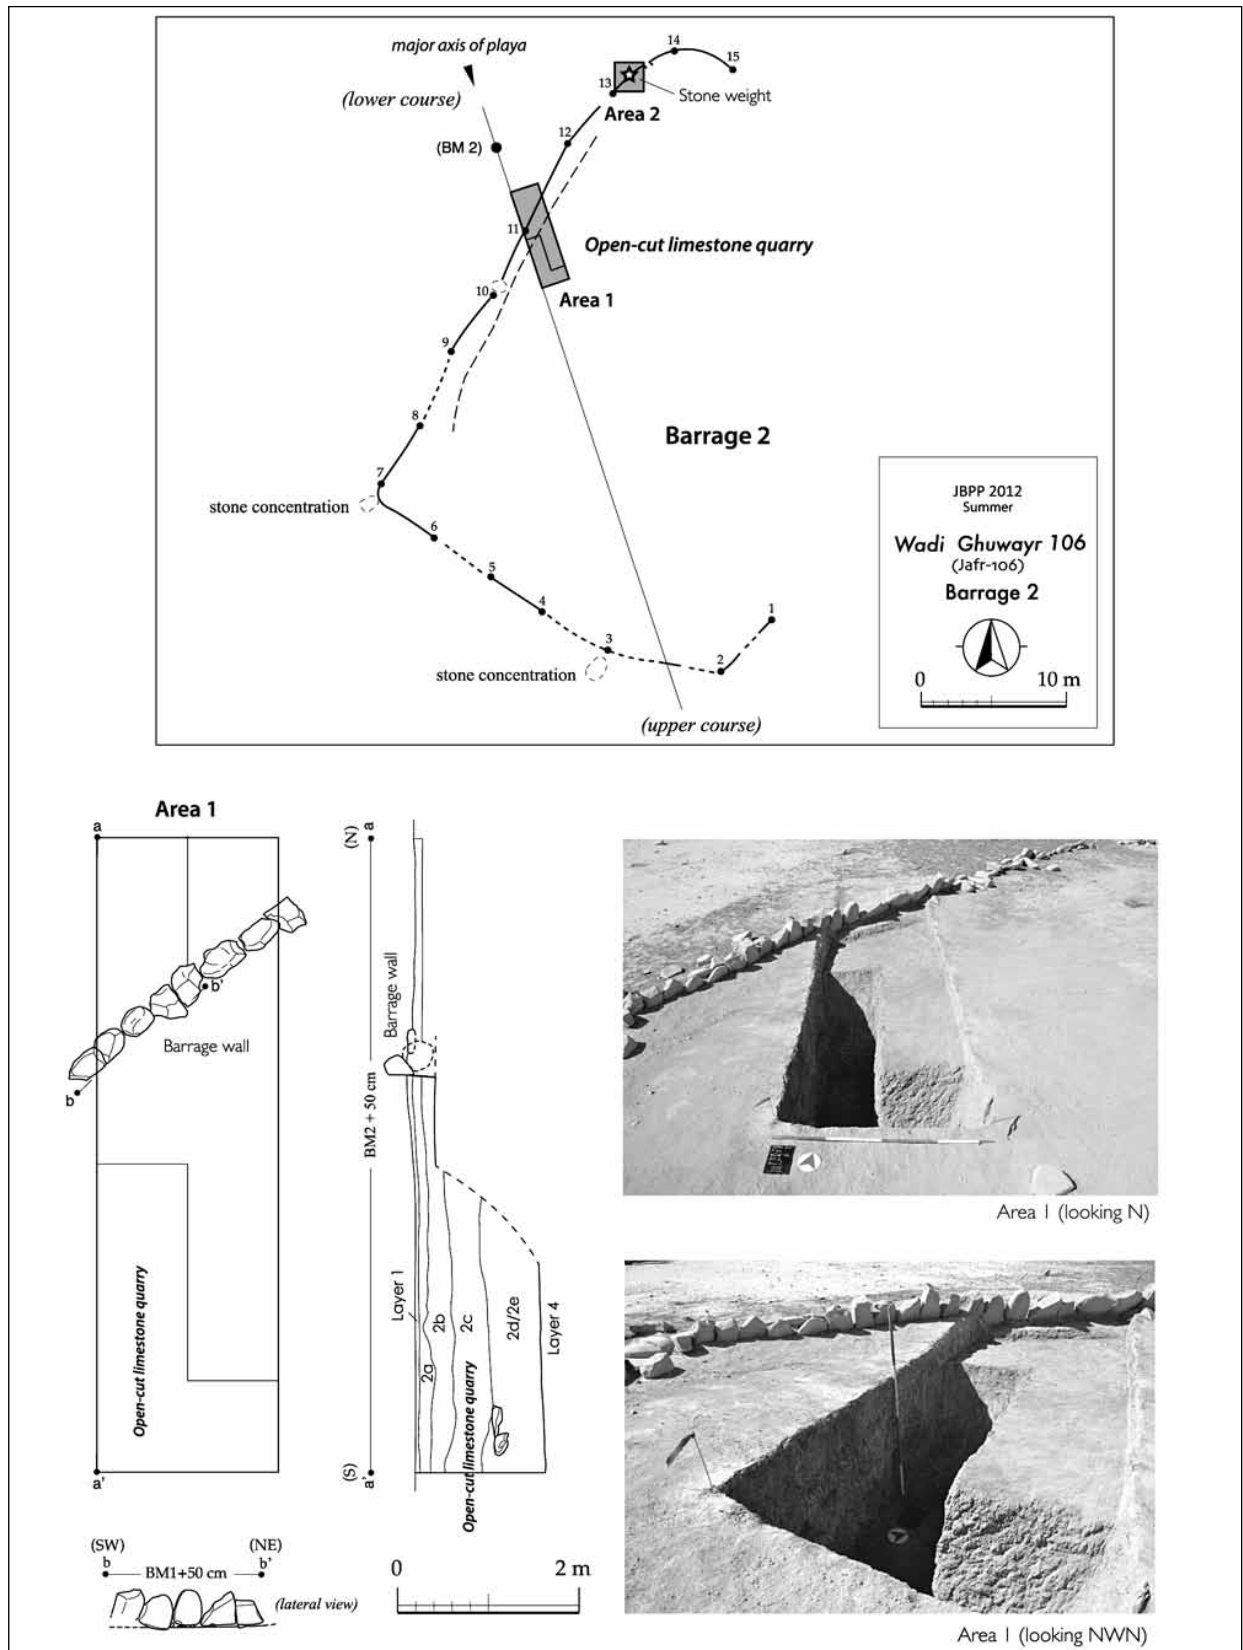 major axis of playa
(lower course)
(BM 2)
14
15
13
Stone weight
Area 2
12
11
Open-cut limestone quarry
10
Area 1
9
8
Barrage 2
7
stone concentration
6
5
4
3
stone concentration
2
1
(upper course)
JBPP 2012
Summer
Wadi Ghuwayr 106
(Jafr-106)
Barrage 2
0 10 m
Area 1
a
b'
Barrage wall
b
Open-cut limestone quarry
a'
(N) a
Barrage wall
BM2 + 50 cm
Layer 1
2a
2b
2c
2d/2e
Layer 4
Open-cut limestone quarry
(S) a'
(SW) (NE)
b b'
BM1+50 cm
(lateral view)
0 2 m
Area 1 (looking N)
Area 1 (looking NWN)